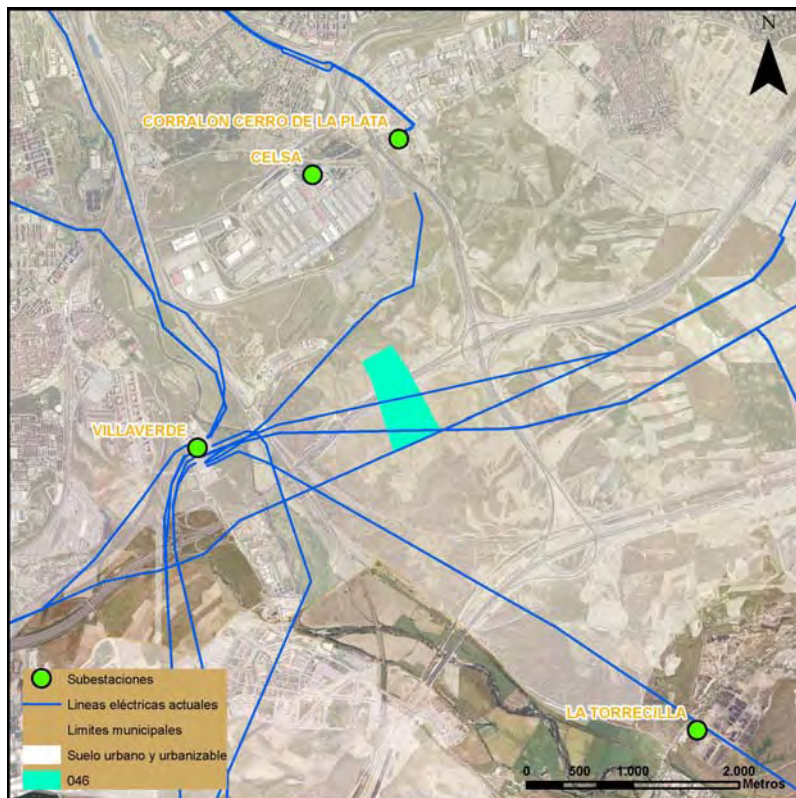 N
CORRALON CERRO DE LA PLATA
CELSA
VILLAVERDE
LA TORRECILLA
Subestaciones
Lineas eléctricas actuales
Limites municipales
Suelo urbano y urbanizable
046
0 500 1.000 2.000
Metros